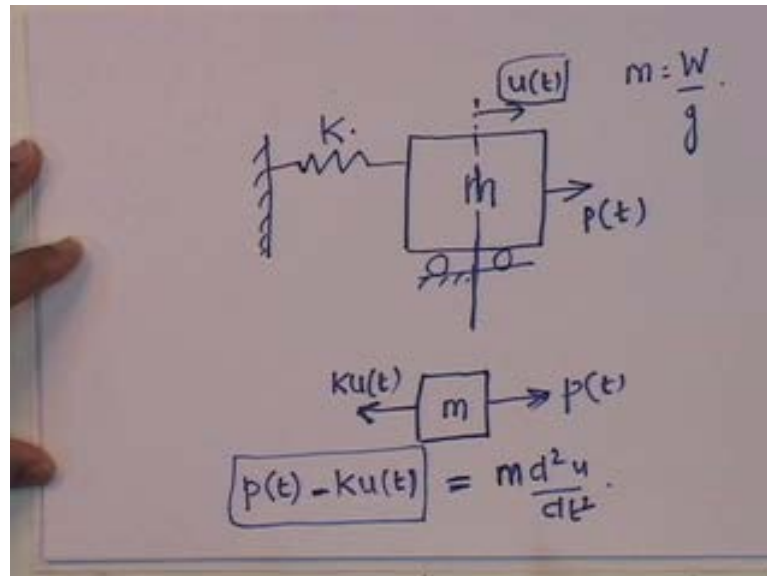 u(t)
m = W/g.
K.
m
p(t)
Ku(t) m p(t)
p(t) - Ku(t) = m d²u/dt².